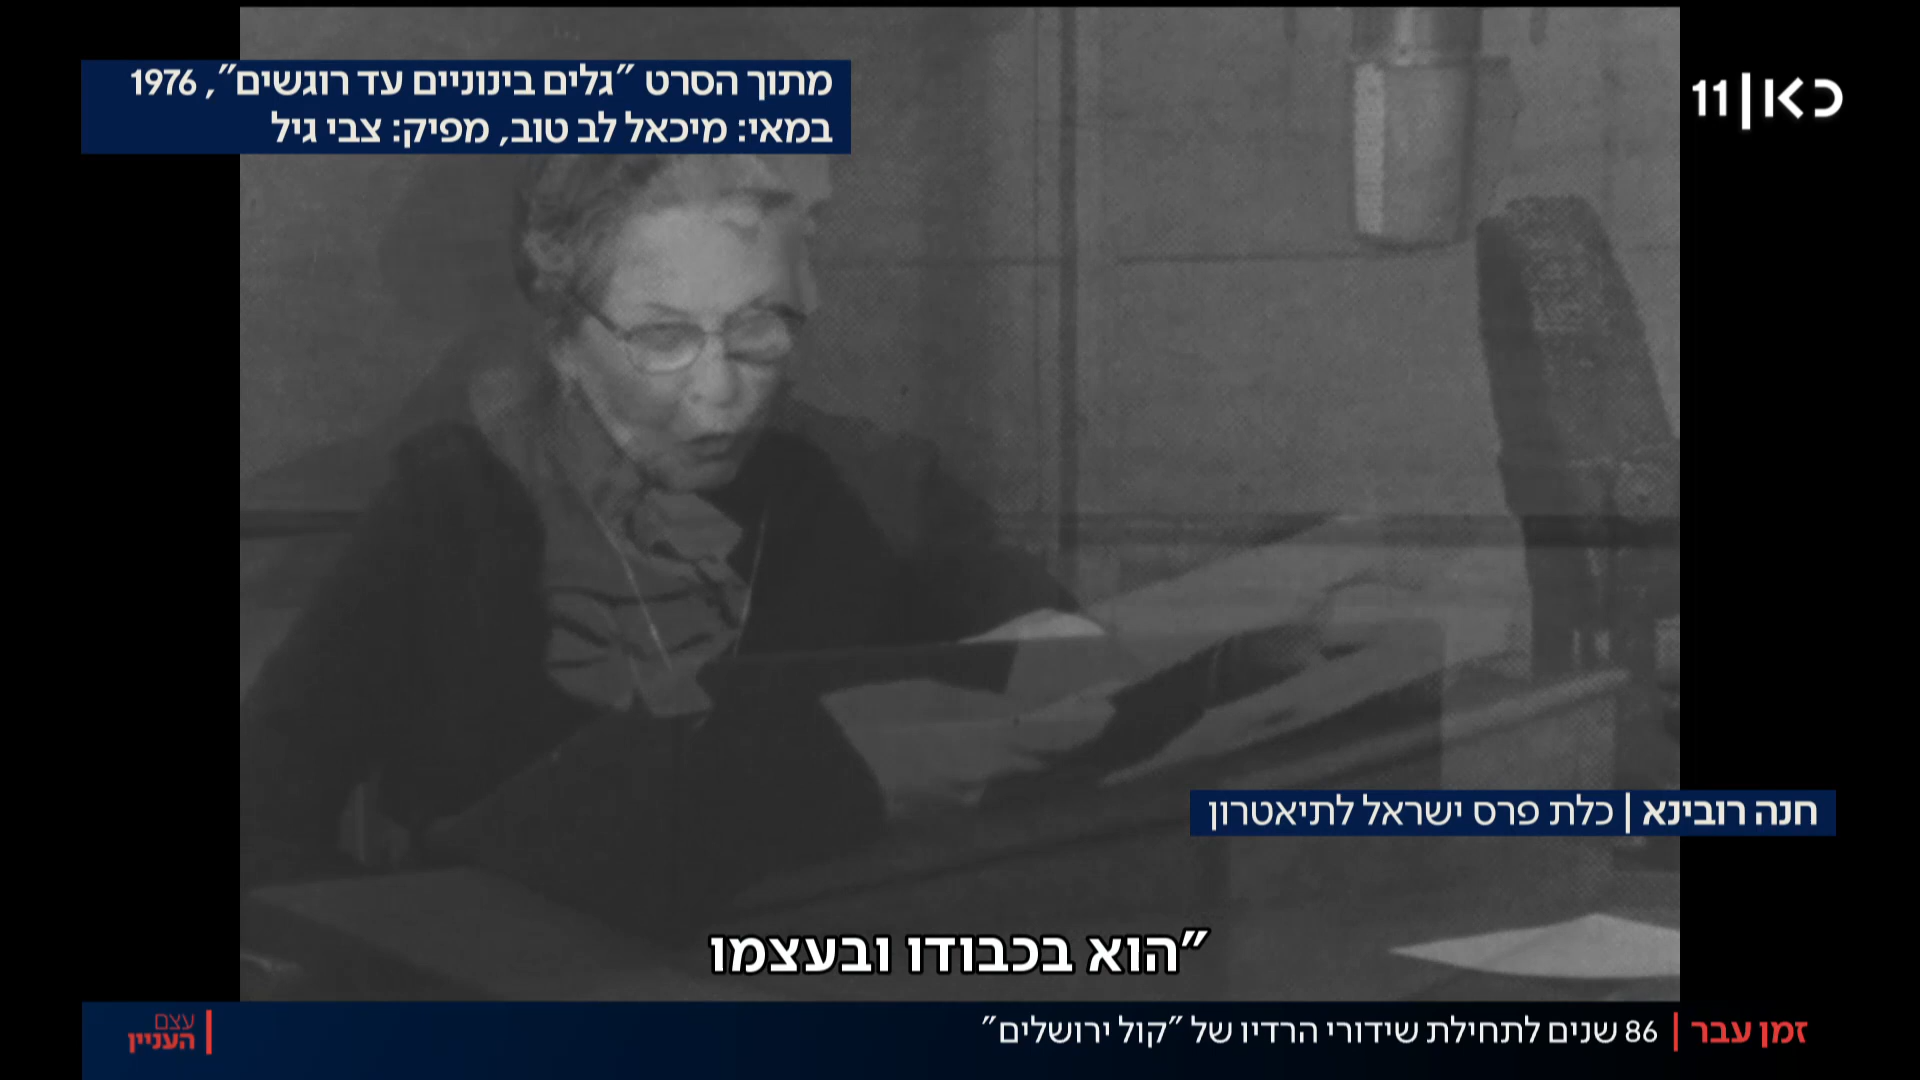 מתוך הסרט "גלים בינוניים עד רוגשים", 1976
במאי: מיכאל לב טוב, מפיק: צבי גיל
כאן 11
חנה רובינא | כלת פרס ישראל לתיאטרון
"הוא בכבודו ובעצמו
זמן עבר | 86 שנים לתחילת שידורי הרדיו של "קול ירושלים"
עצם
העניין